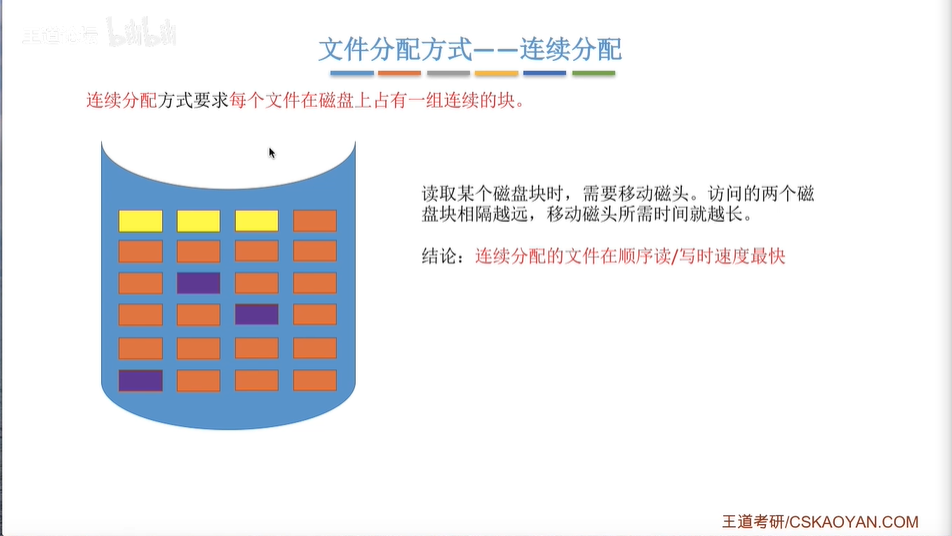 王道考研 bilibili
文件分配方式——连续分配
连续分配方式要求每个文件在磁盘上占有一组连续的块。
读取某个磁盘块时，需要移动磁头。访问的两个磁
盘块相隔越远，移动磁头所需时间就越长。
结论：连续分配的文件在顺序读/写时速度最快
王道考研/CSKAOYAN.COM